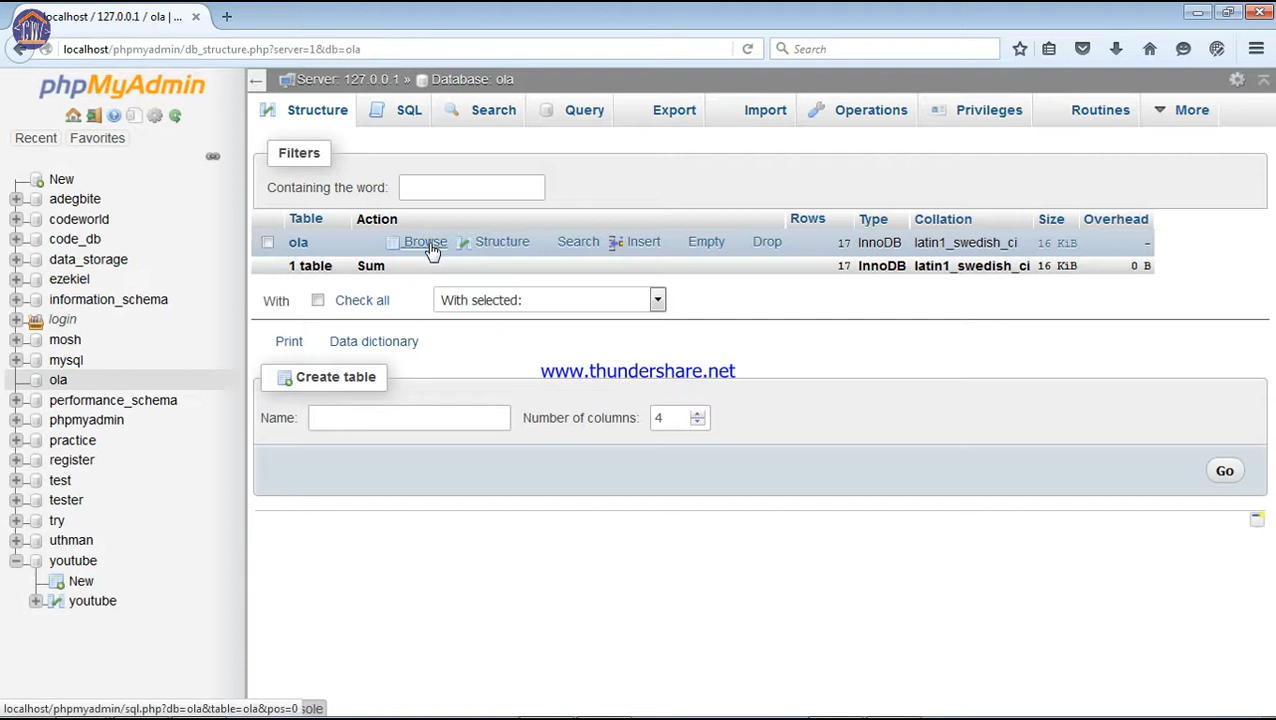 localhost / 127.0.0.1 / ola | ...
localhost/phpmyadmin/db_structure.php?server=1&db=ola
Search
phpMyAdmin
Recent
Favorites
New
adegbite
codeworld
code_db
data_storage
ezekiel
information_schema
login
mosh
mysql
ola
performance_schema
phpmyadmin
practice
register
test
tester
try
uthman
youtube
New
youtube
Server: 127.0.0.1 » Database: ola
Structure SQL Search Query Export Import Operations Privileges Routines More
Filters
Containing the word:
Table Action Rows Type Collation Size Overhead
ola Browse Structure Search Insert Empty Drop 17 InnoDB latin1_swedish_ci 16 KiB –
1 table Sum 17 InnoDB latin1_swedish_ci 16 KiB 0 B
With Check all With selected:
Print Data dictionary
www.thundershare.net
Create table
Name: Number of columns: 4
Go
localhost/phpmyadmin/sql.php?db=ola&table=ola&pos=0